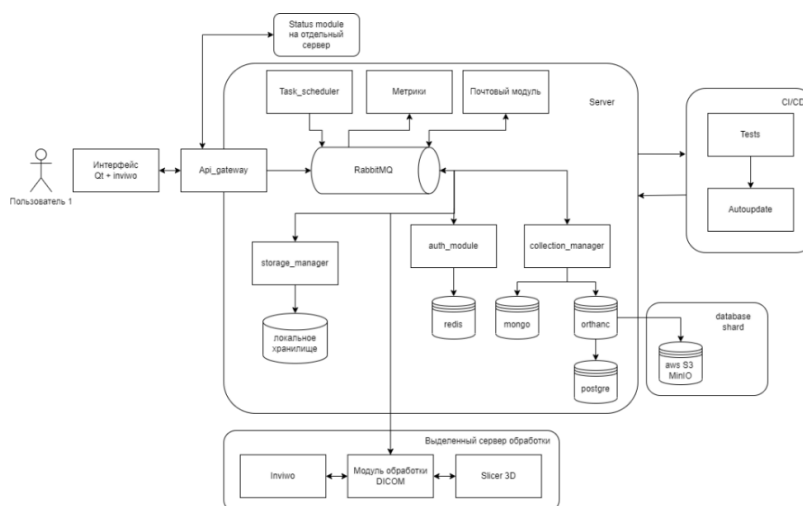 Status module
на отдельный
сервер
Task_scheduler
Метрики
Почтовый модуль
Server
CI/CD
Tests
Интерфейс
Qt + inviwo
Api_gateway
RabbitMQ
Пользователь 1
Autoupdate
storage_manager
auth_module
collection_manager
локальное
хранилище
redis
mongo
orthanc
database
shard
aws S3
MinIO
postgre
Выделенный сервер обработки
Inviwo
Модуль обработки
DICOM
Slicer 3D